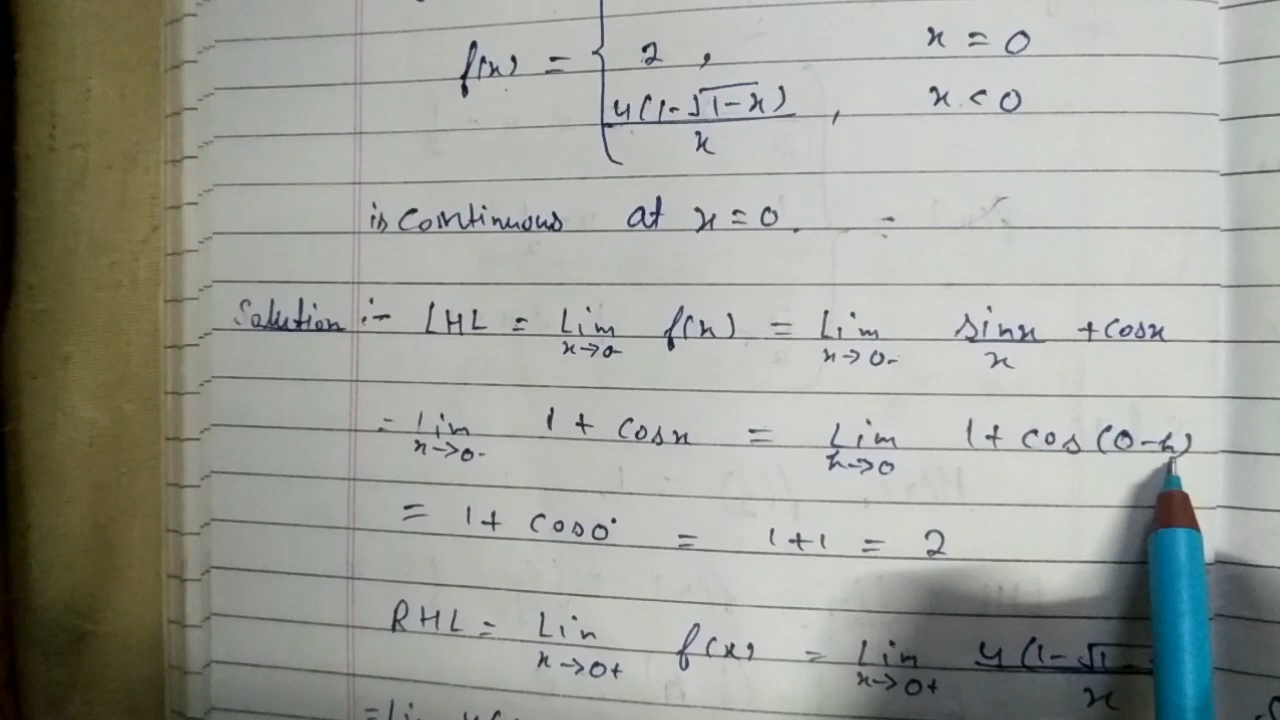 f(x) = { 2 , x = 0
4(1-√1-x) / x , x < 0
is continuous at x = 0.
Solution :- LHL = Lim x→0- f(x) = Lim x→0- sinx/x + cosx
= Lim x→0- 1 + cosx = Lim h→0 1 + cos(0-h)
= 1 + cos0° = 1+1 = 2
RHL = Lim x→0+ f(x) = Lim x→0+ 4(1-√1- / x